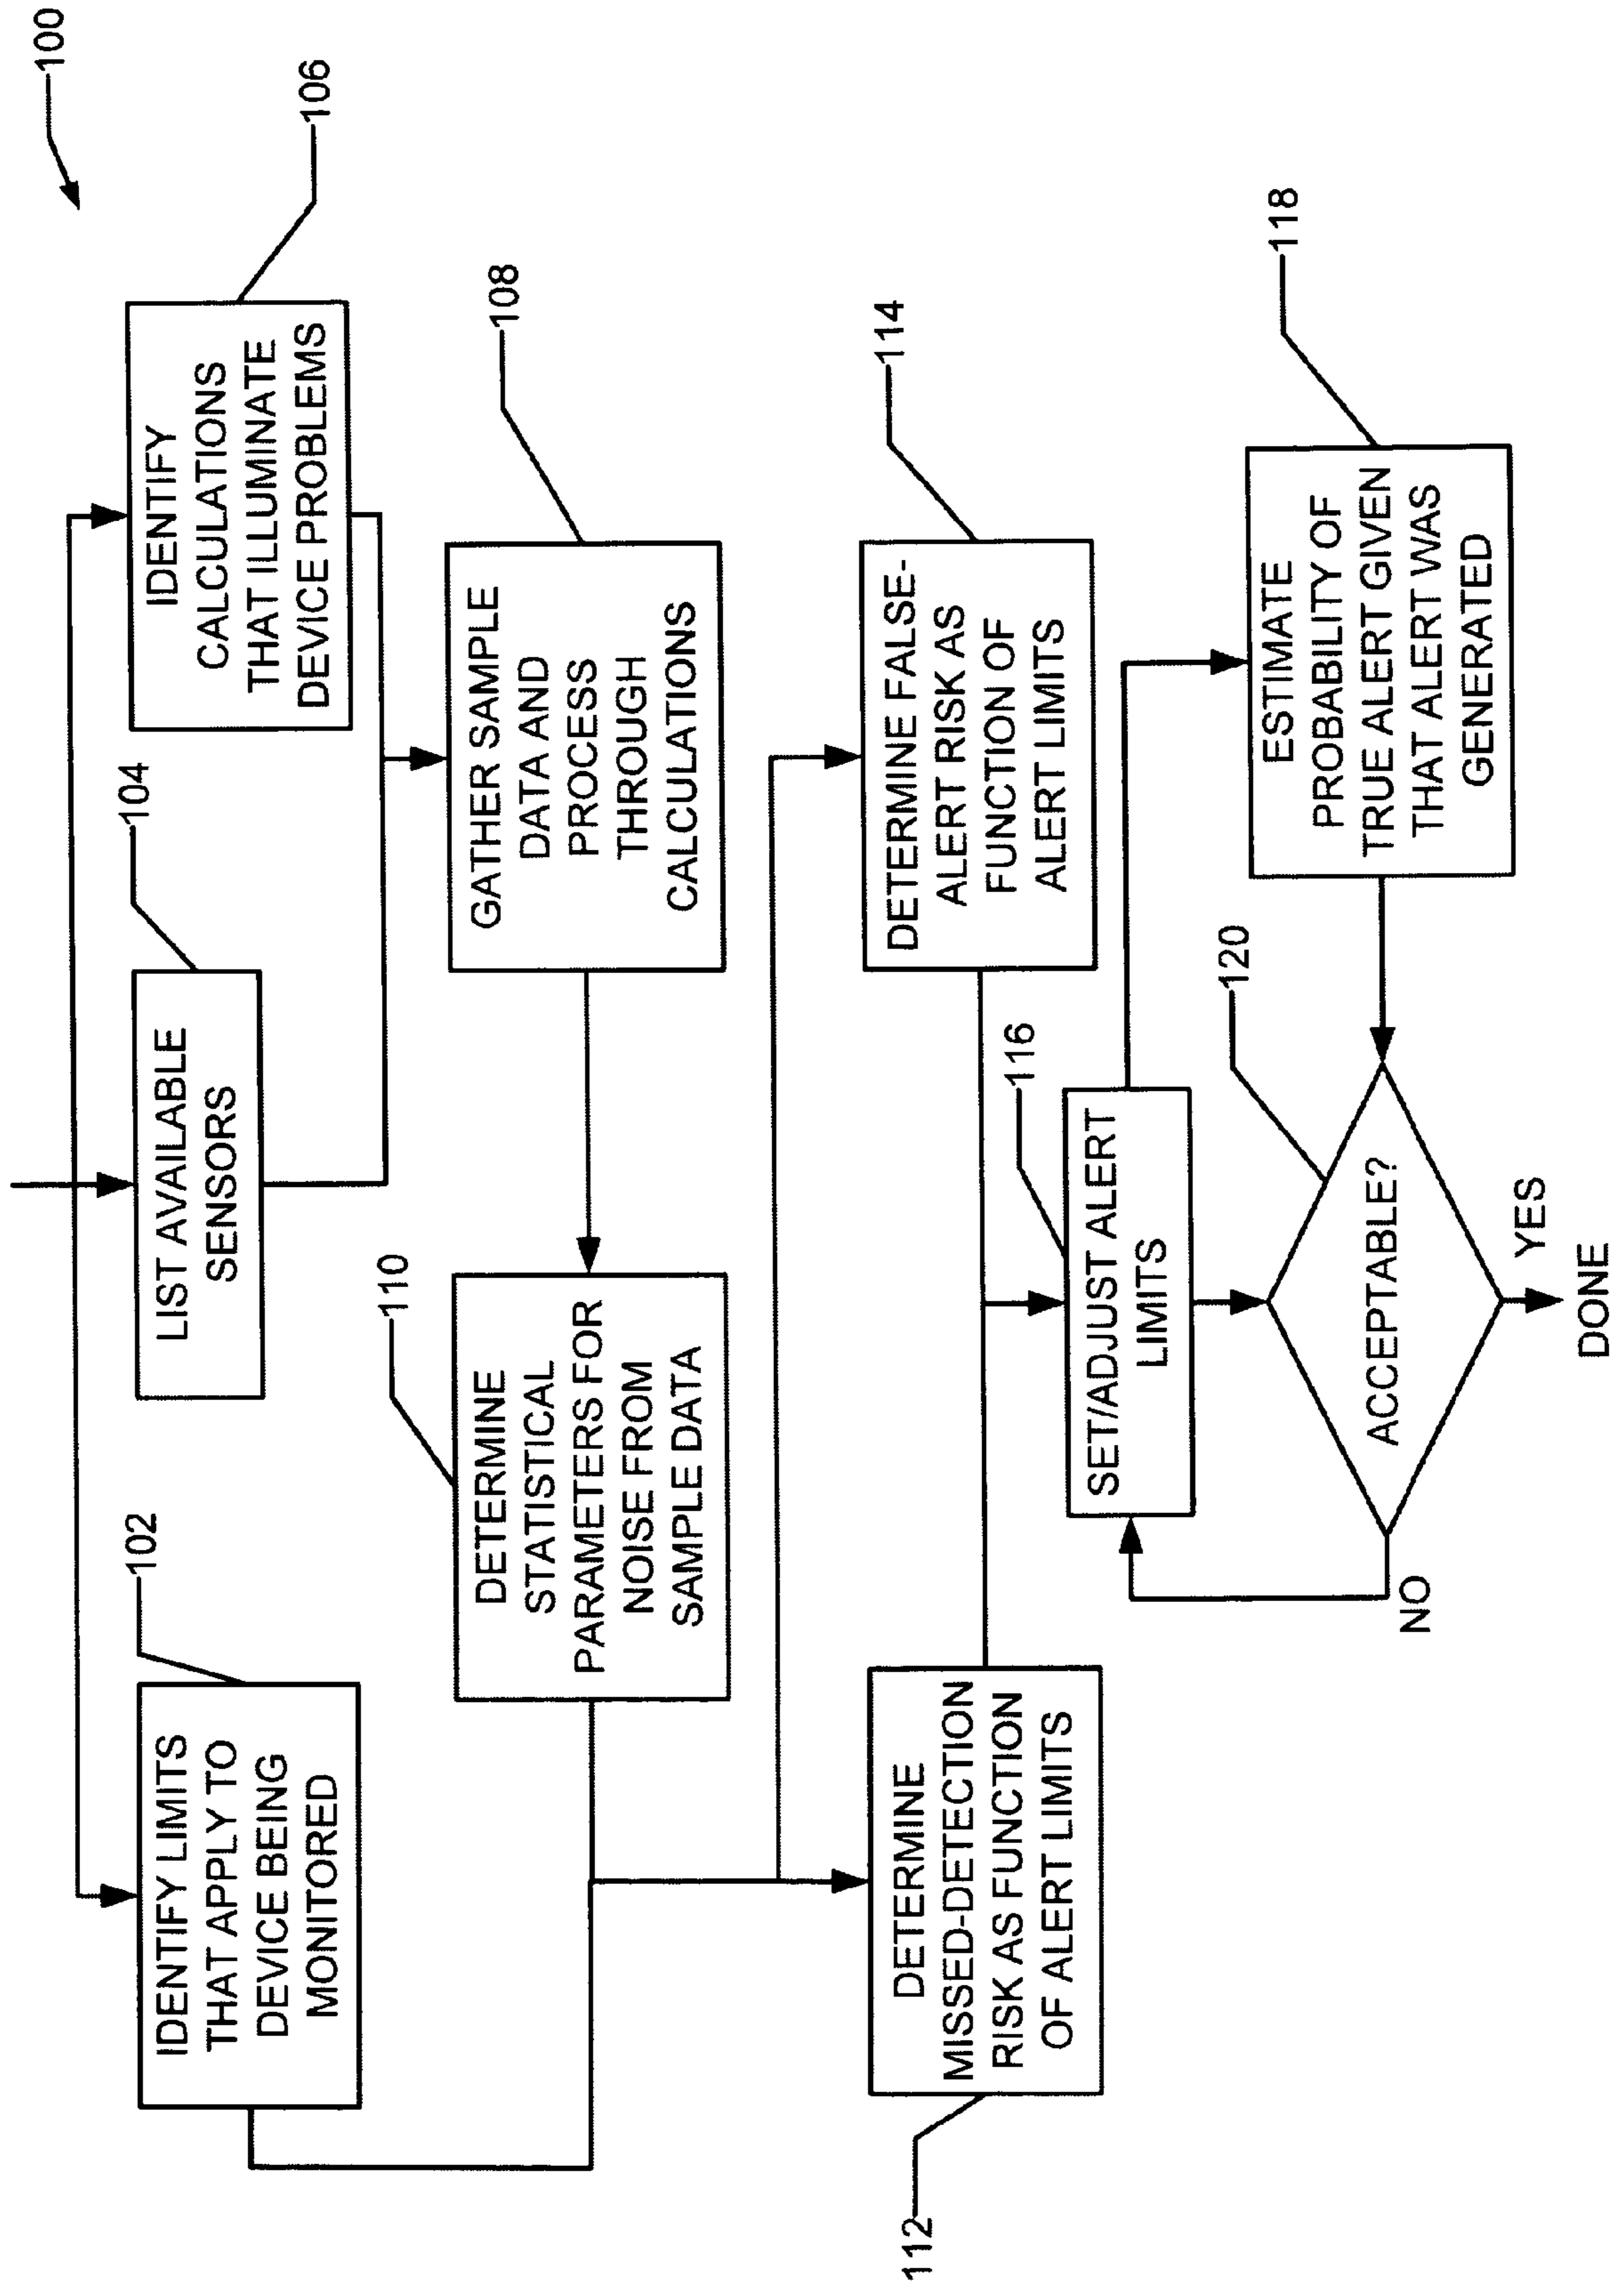 100
102
IDENTIFY LIMITS
THAT APPLY TO
DEVICE BEING
MONITORED
104
LIST AVAILABLE
SENSORS
106
IDENTIFY
CALCULATIONS
THAT ILLUMINATE
DEVICE PROBLEMS
110
DETERMINE
STATISTICAL
PARAMETERS FOR
NOISE FROM
SAMPLE DATA
108
GATHER SAMPLE
DATA AND
PROCESS
THROUGH
CALCULATIONS
112
DETERMINE
MISSED-DETECTION
RISK AS FUNCTION
OF ALERT LIMITS
114
DETERMINE FALSE-
ALERT RISK AS
FUNCTION OF
ALERT LIMITS
116
SET/ADJUST ALERT
LIMITS
118
ESTIMATE
PROBABILITY OF
TRUE ALERT GIVEN
THAT ALERT WAS
GENERATED
120
ACCEPTABLE?
NO
YES
DONE